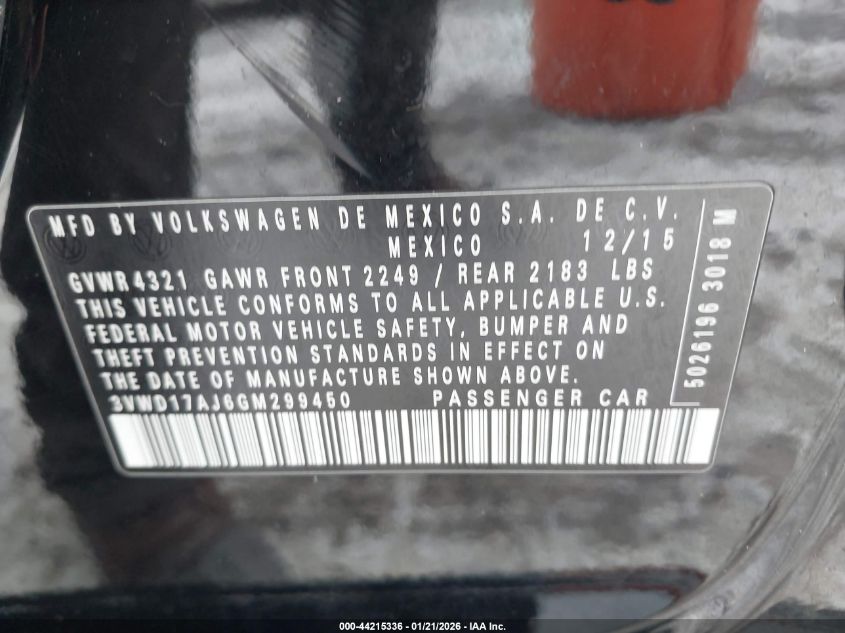 MFD BY VOLKSWAGEN DE MEXICO S.A. DE C.V.
MEXICO 12/15
GVWR4321 GAWR FRONT 2249 / REAR 2183 LBS
THIS VEHICLE CONFORMS TO ALL APPLICABLE U.S.
FEDERAL MOTOR VEHICLE SAFETY, BUMPER AND
THEFT PREVENTION STANDARDS IN EFFECT ON
THE DATE OF MANUFACTURE SHOWN ABOVE.
3VWD17AJ6GM299450 PASSENGER CAR
5026196 3018 M
000-44215336 - 01/21/2026 - IAA Inc.